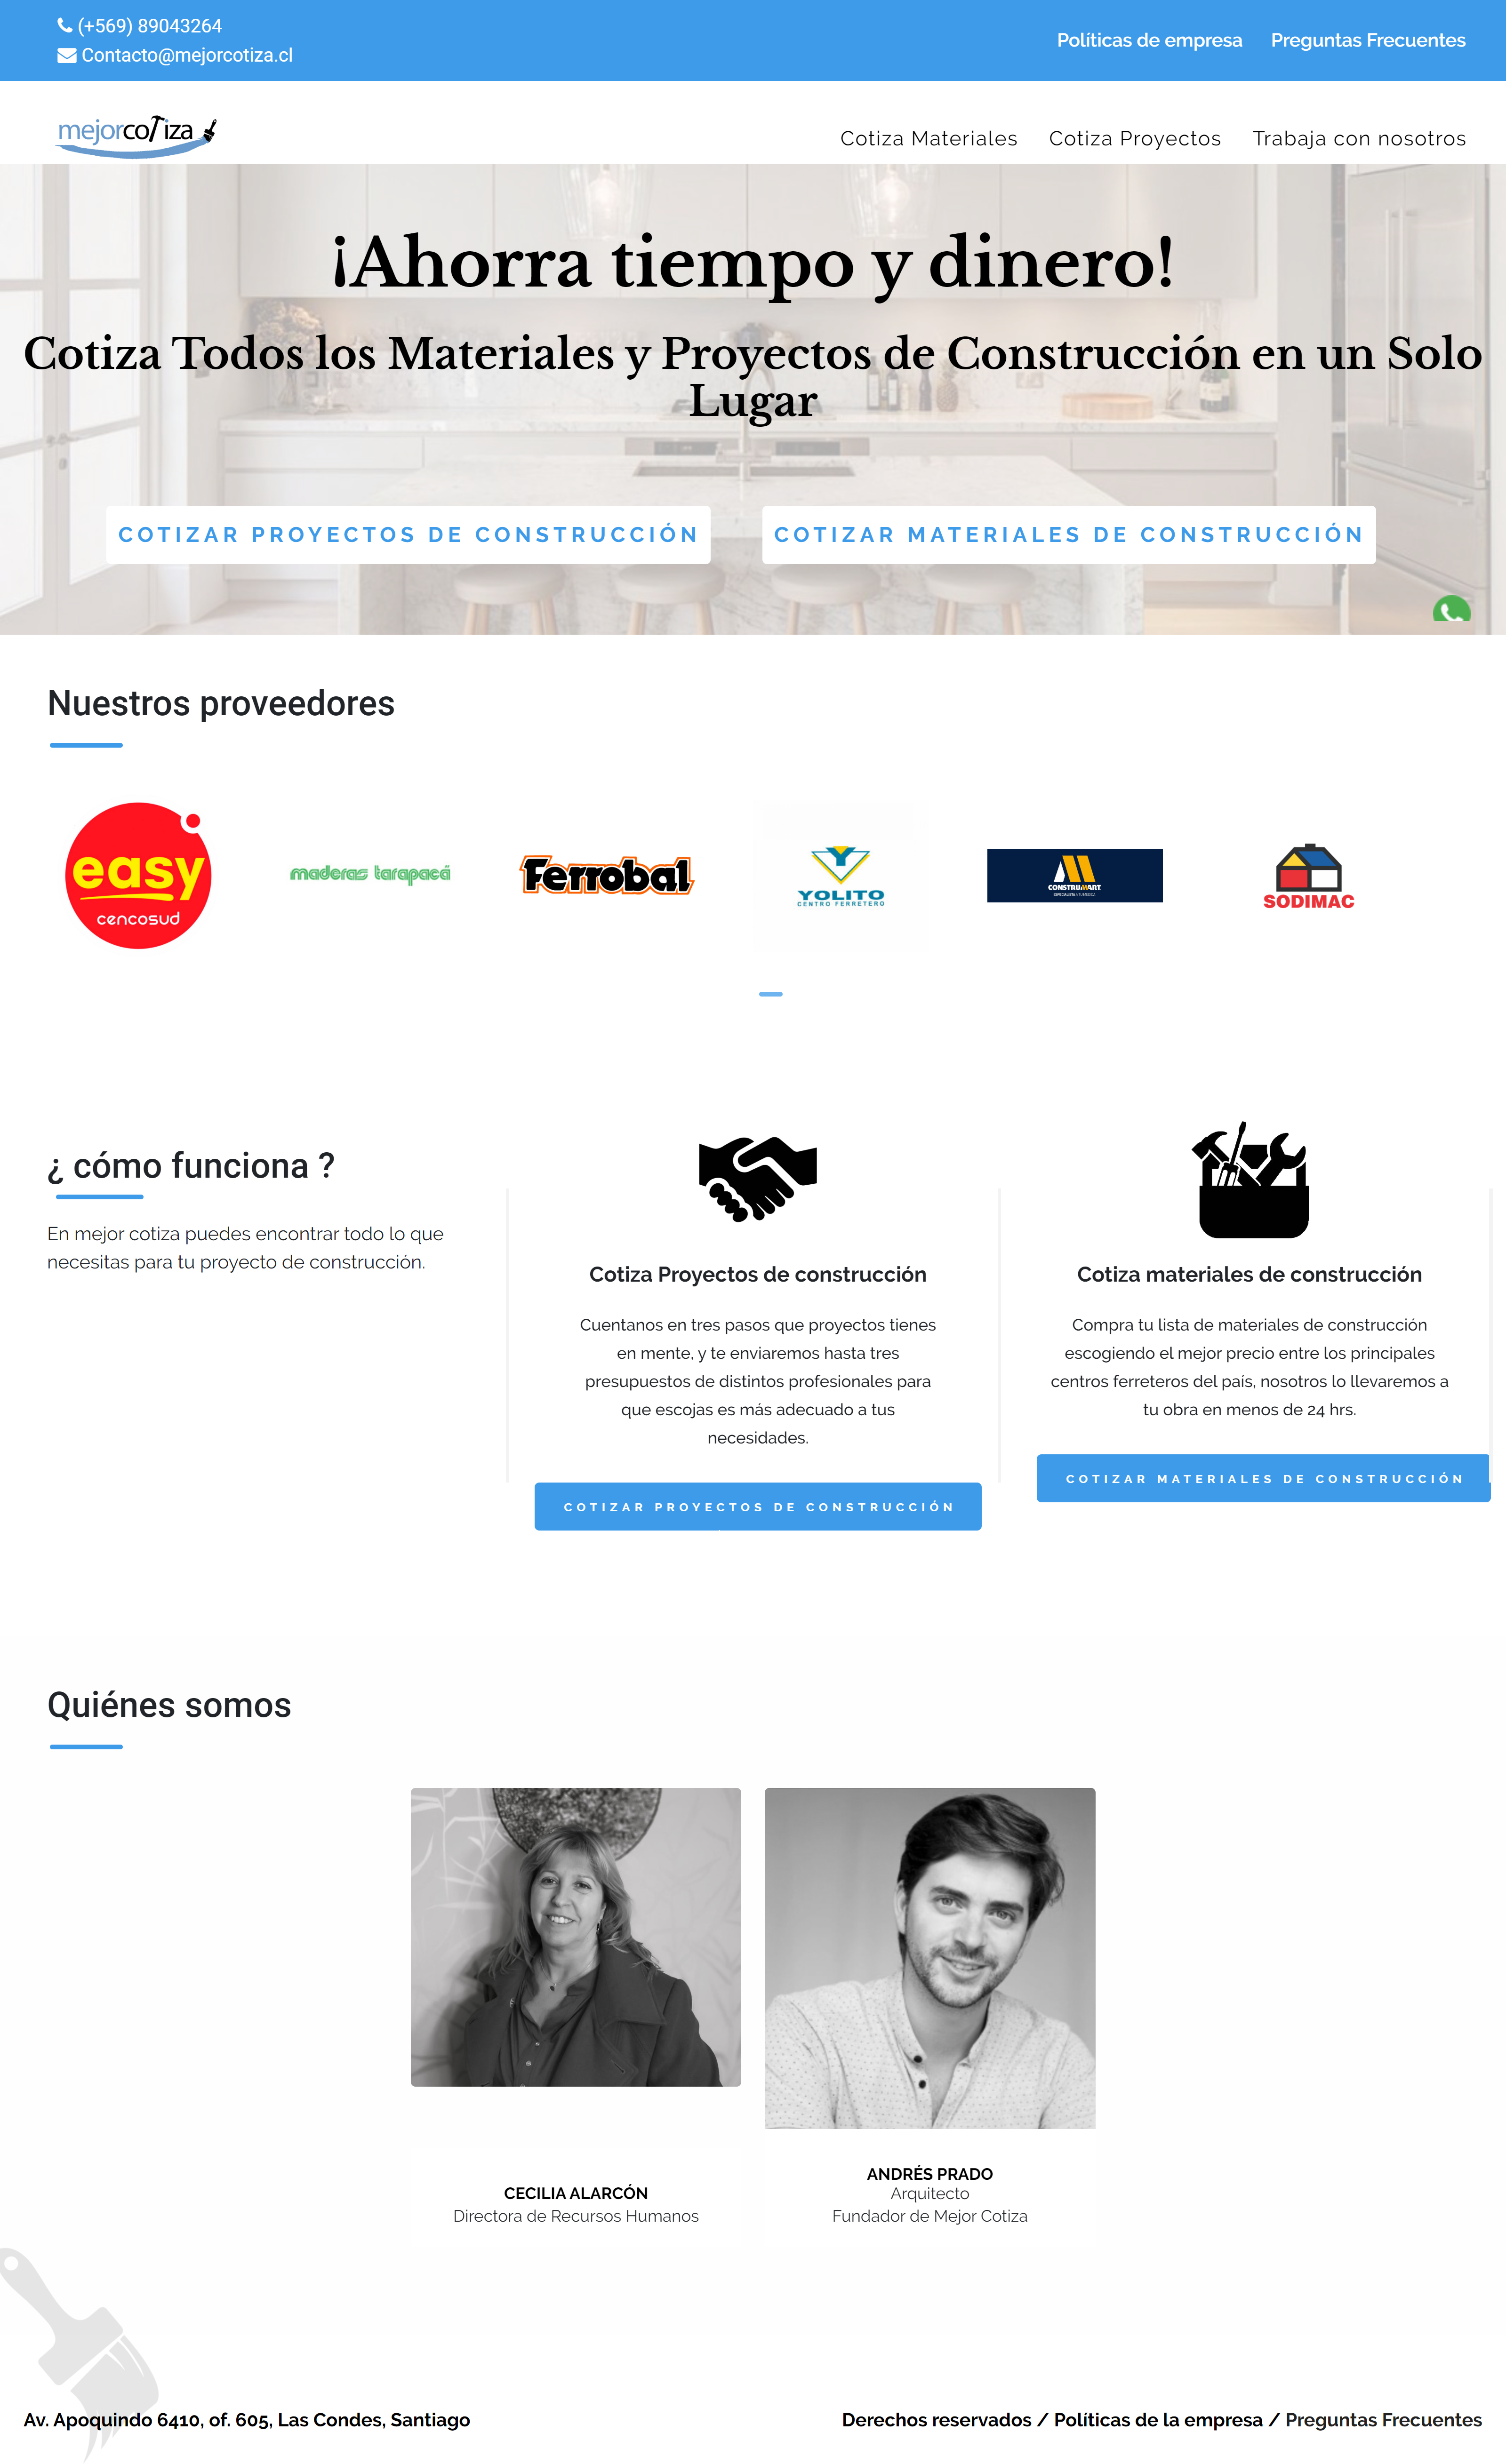 (+569) 89043264
Contacto@mejorcotiza.cl
Políticas de empresa
Preguntas Frecuentes
mejorcotiza
Cotiza Materiales
Cotiza Proyectos
Trabaja con nosotros
¡Ahorra tiempo y dinero!
Cotiza Todos los Materiales y Proyectos de Construcción en un Solo
Lugar
COTIZAR PROYECTOS DE CONSTRUCCIÓN
COTIZAR MATERIALES DE CONSTRUCCIÓN
Nuestros proveedores
easy
cencosud
maderas tarapacá
Ferrobal
YOLITO
CENTRO FERRETERO
CONSTRUMART
SODIMAC
¿ cómo funciona ?
En mejor cotiza puedes encontrar todo lo que
necesitas para tu proyecto de construcción.
Cotiza Proyectos de construcción
Cuentanos en tres pasos que proyectos tienes
en mente, y te enviaremos hasta tres
presupuestos de distintos profesionales para
que escojas es más adecuado a tus
necesidades.
COTIZAR PROYECTOS DE CONSTRUCCIÓN
Cotiza materiales de construcción
Compra tu lista de materiales de construcción
escogiendo el mejor precio entre los principales
centros ferreteros del país, nosotros lo llevaremos a
tu obra en menos de 24 hrs.
COTIZAR MATERIALES DE CONSTRUCCIÓN
Quiénes somos
CECILIA ALARCÓN
Directora de Recursos Humanos
ANDRÉS PRADO
Arquitecto
Fundador de Mejor Cotiza
Av. Apoquindo 6410, of. 605, Las Condes, Santiago
Derechos reservados / Políticas de la empresa / Preguntas Frecuentes